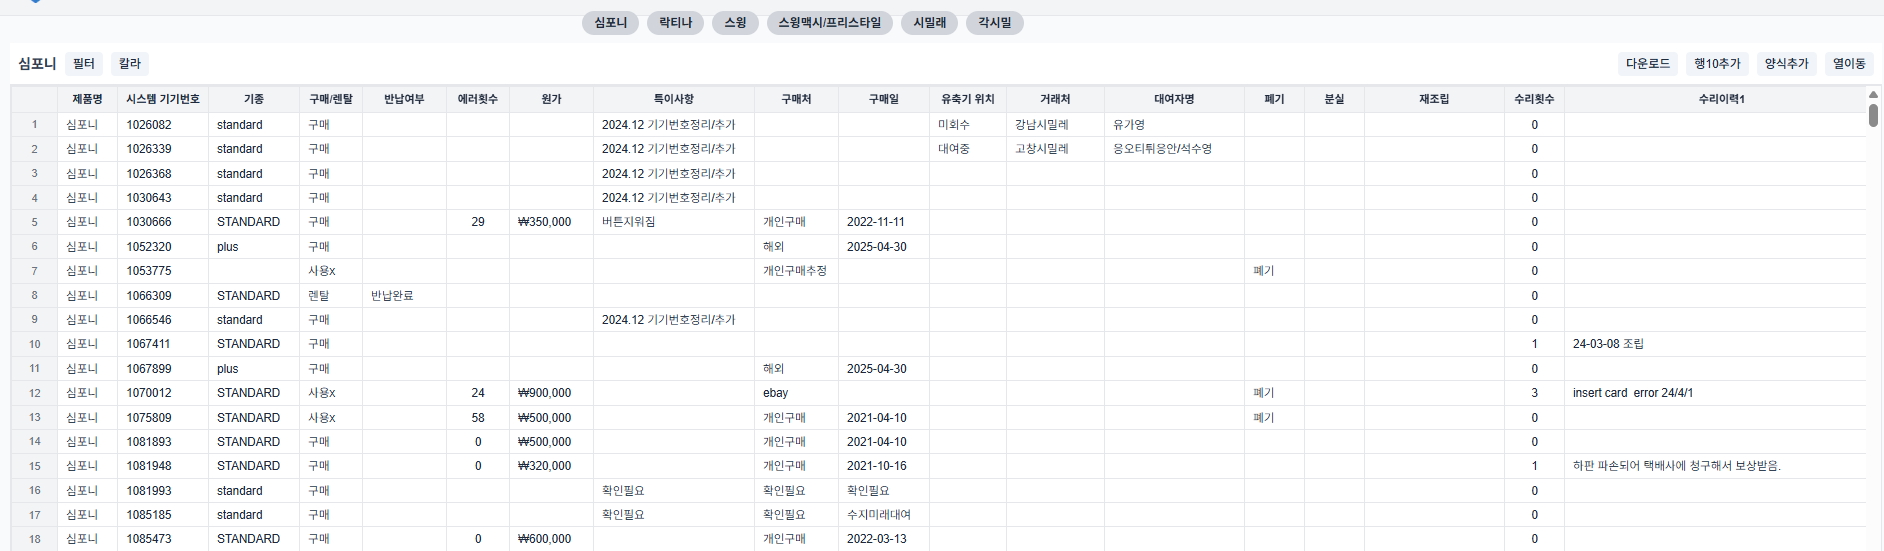 심포니 락티나 스윙 스윙맥시/프리스타일 시밀래 각시밀
심포니 필터 칼라 다운로드 행10추가 양식추가 열이동
제품명 시스템 기기번호 기종 구매/렌탈 반납여부 에러횟수 원가 특이사항 구매처 구매일 유축기 위치 거래처 대여자명 폐기 분실 재조립 수리횟수 수리이력1
1 심포니 1026082 standard 구매 2024.12 기기번호정리/추가 미회수 강남시밀레 유가영 0
2 심포니 1026339 standard 구매 2024.12 기기번호정리/추가 대여중 고창시밀레 응오티튀응안/석수영 0
3 심포니 1026368 standard 구매 2024.12 기기번호정리/추가 0
4 심포니 1030643 standard 구매 2024.12 기기번호정리/추가 0
5 심포니 1030666 STANDARD 구매 29 ₩350,000 버튼지워짐 개인구매 2022-11-11 0
6 심포니 1052320 plus 구매 해외 2025-04-30 0
7 심포니 1053775 사용x 개인구매추정 폐기 0
8 심포니 1066309 STANDARD 렌탈 반납완료 0
9 심포니 1066546 standard 구매 2024.12 기기번호정리/추가 0
10 심포니 1067411 STANDARD 구매 1 24-03-08 조립
11 심포니 1067899 plus 구매 해외 2025-04-30 0
12 심포니 1070012 STANDARD 사용x 24 ₩900,000 ebay 폐기 3 insert card error 24/4/1
13 심포니 1075809 STANDARD 사용x 58 ₩500,000 개인구매 2021-04-10 폐기 0
14 심포니 1081893 STANDARD 구매 0 ₩500,000 개인구매 2021-04-10 0
15 심포니 1081948 STANDARD 구매 0 ₩320,000 개인구매 2021-10-16 1 하판 파손되어 택배사에 청구해서 보상받음.
16 심포니 1081993 standard 구매 확인필요 확인필요 확인필요 0
17 심포니 1085185 standard 구매 확인필요 확인필요 수지미래대여 0
18 심포니 1085473 STANDARD 구매 0 ₩600,000 개인구매 2022-03-13 0